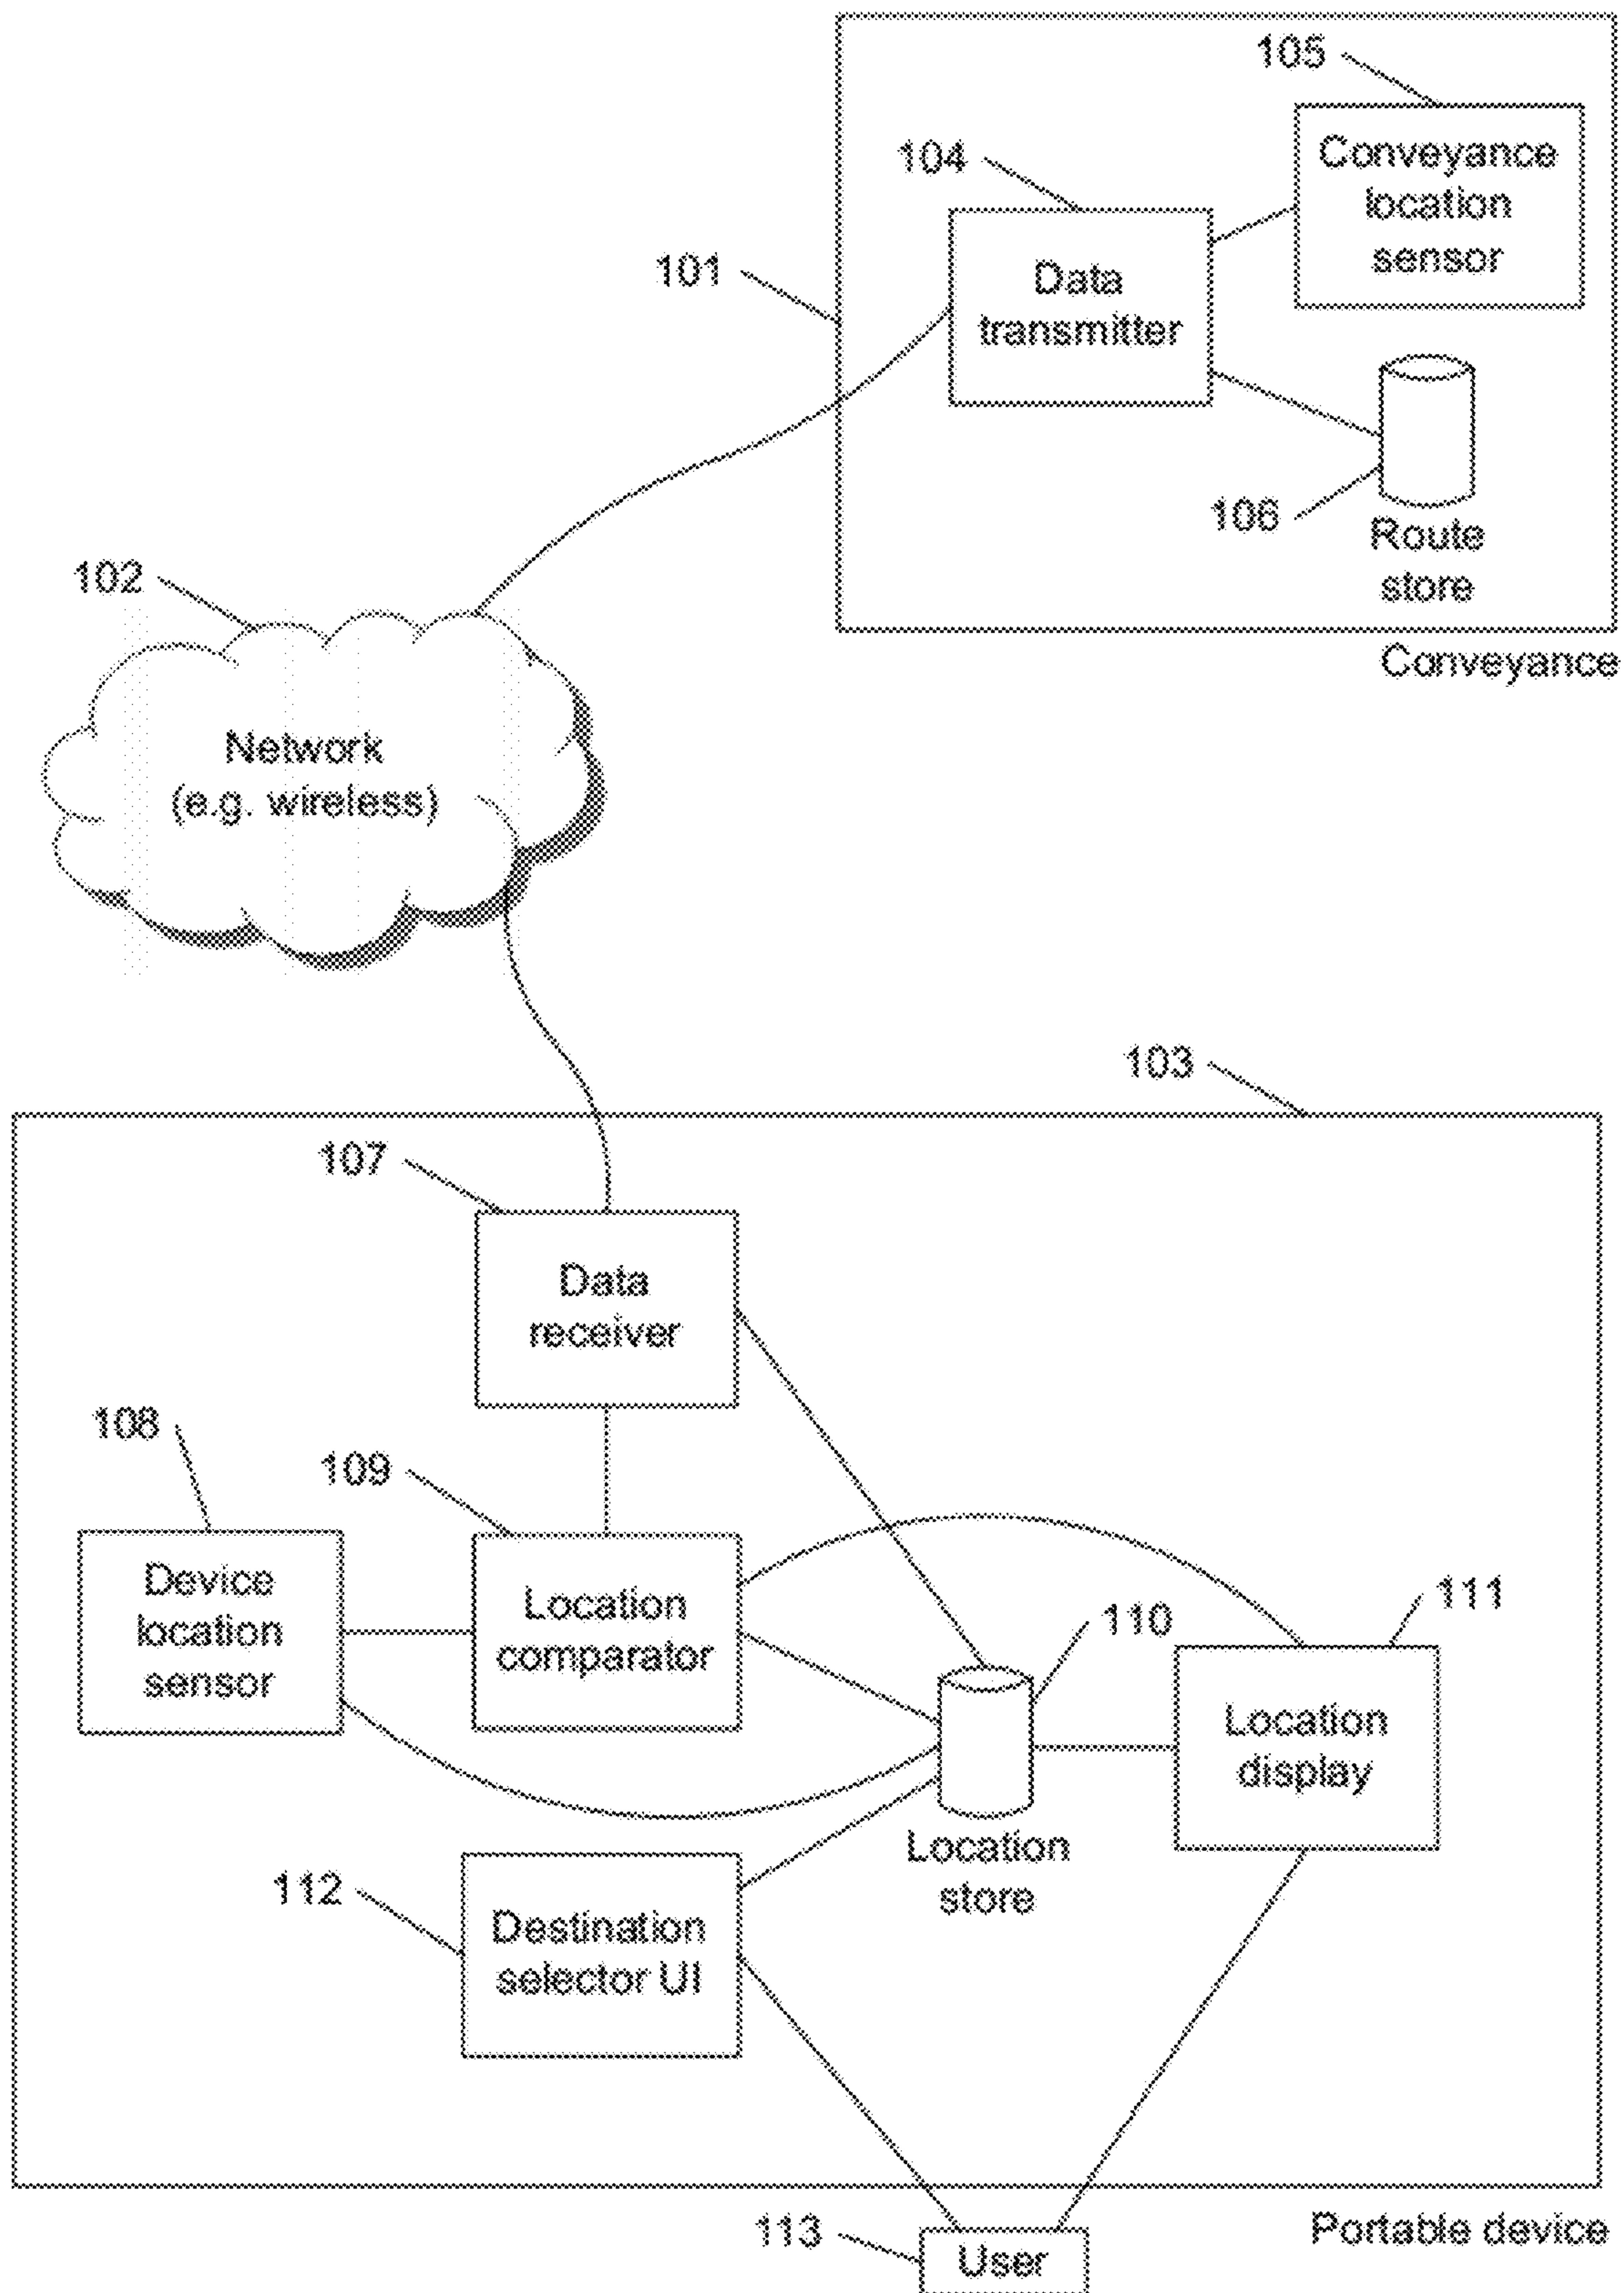 105
Conveyance
location
sensor
104
Data
transmitter
101
106
Route
store
Conveyance
102
Network
(e.g. wireless)
103
107
Data
receiver
108
109
Device
location
sensor
Location
comparator
110
111
Location
display
Location
store
112
Destination
selector UI
Portable device
113
User